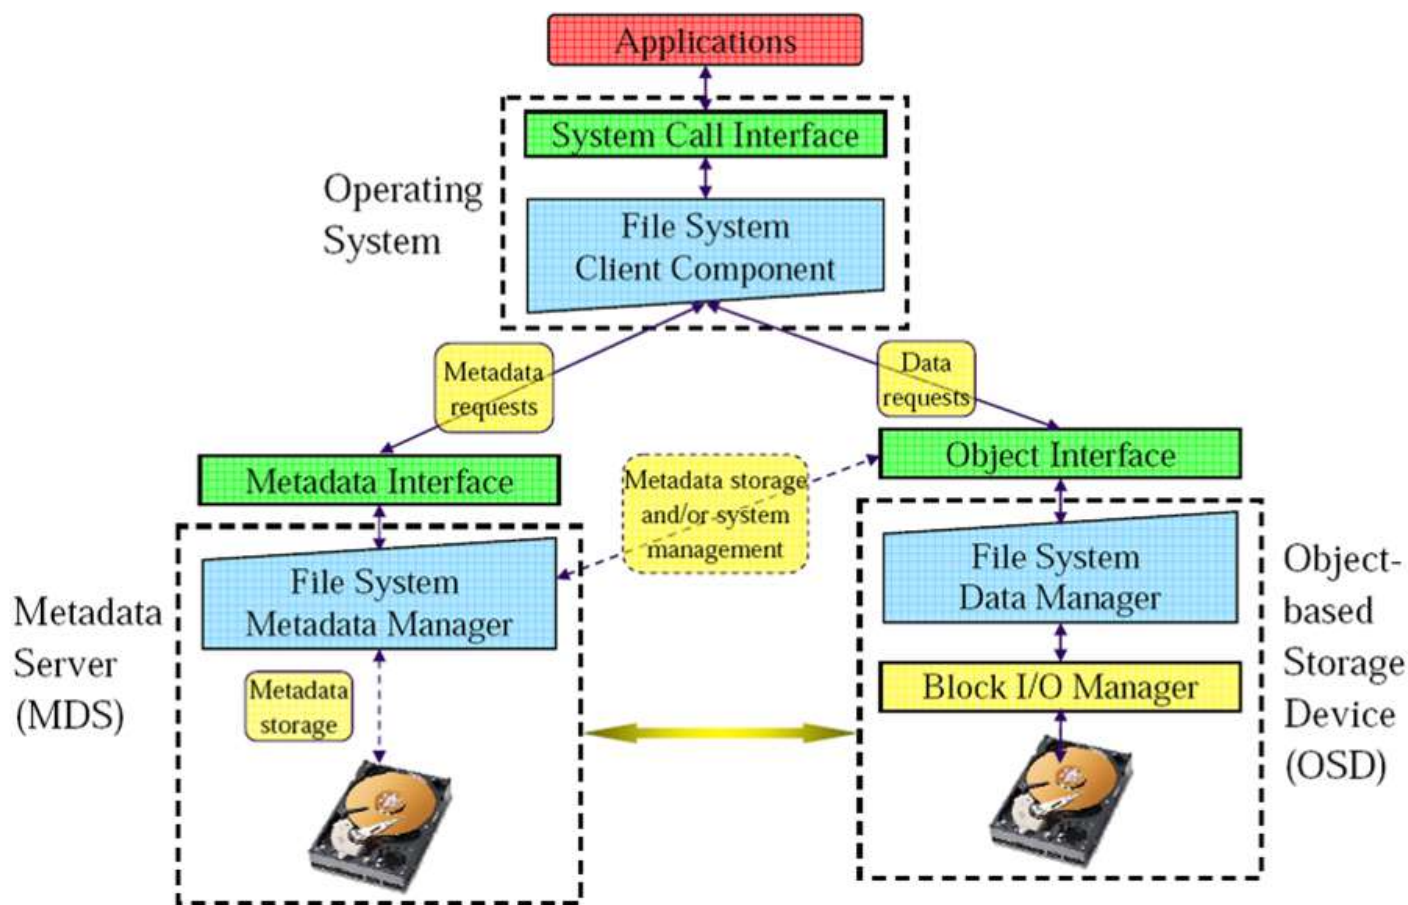 Applications
System Call Interface
Operating
System
File System
Client Component
Metadata
requests
Data
requests
Metadata Interface
Metadata storage
and/or system
management
Object Interface
File System
Metadata Manager
File System
Data Manager
Metadata
Server
(MDS)
Object-
based
Storage
Device
(OSD)
Metadata
storage
Block I/O Manager